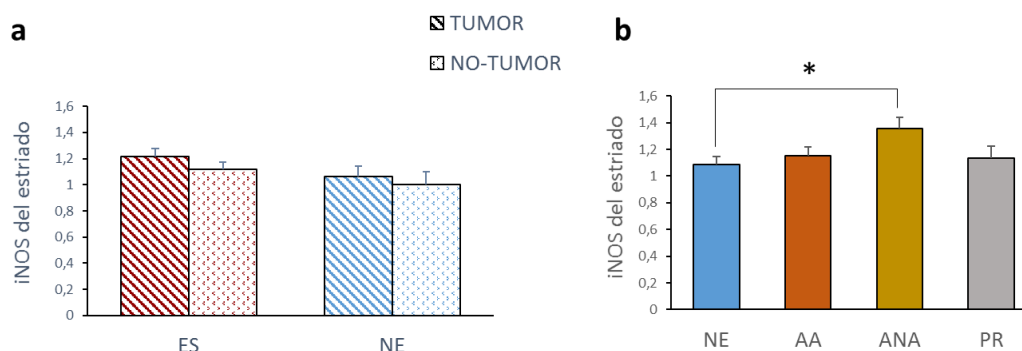 a
TUMOR
NO-TUMOR
iNOS del estriado
1,6
1,4
1,2
1
0,8
0,6
0,4
0,2
0
ES
NE
b
*
iNOS del estriado
1,6
1,4
1,2
1
0,8
0,6
0,4
0,2
0
NE
AA
ANA
PR